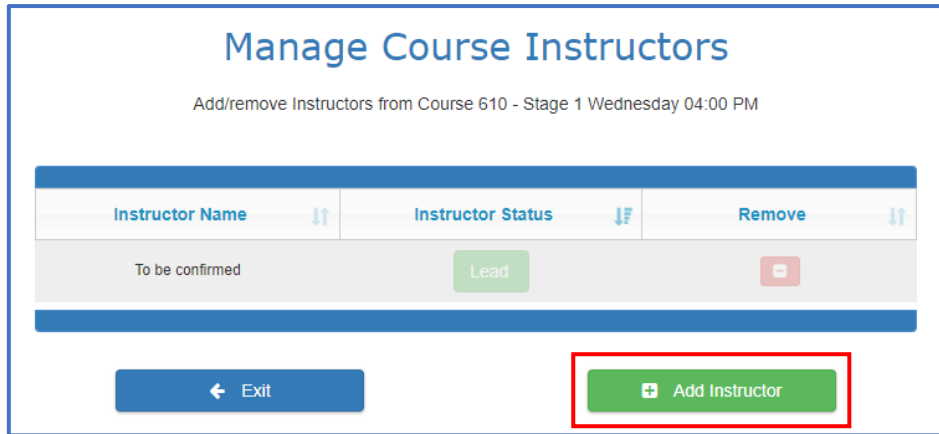 Manage Course Instructors
Add/remove Instructors from Course 610 - Stage 1 Wednesday 04:00 PM
Instructor Name Instructor Status Remove
To be confirmed Lead
Exit Add Instructor